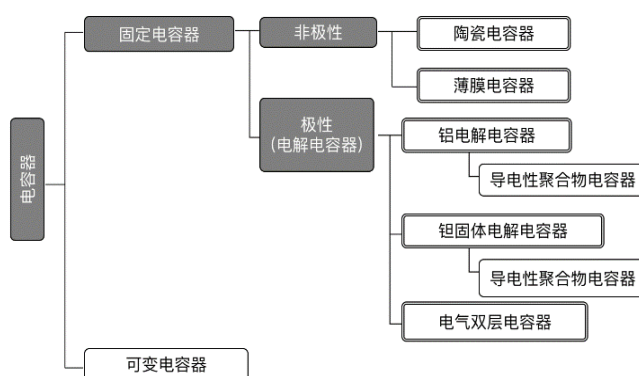 固定电容器
非极性
陶瓷电容器
薄膜电容器
极性
(电解电容器)
铝电解电容器
导电性聚合物电容器
电容器
钽固体电解电容器
导电性聚合物电容器
电气双层电容器
可变电容器